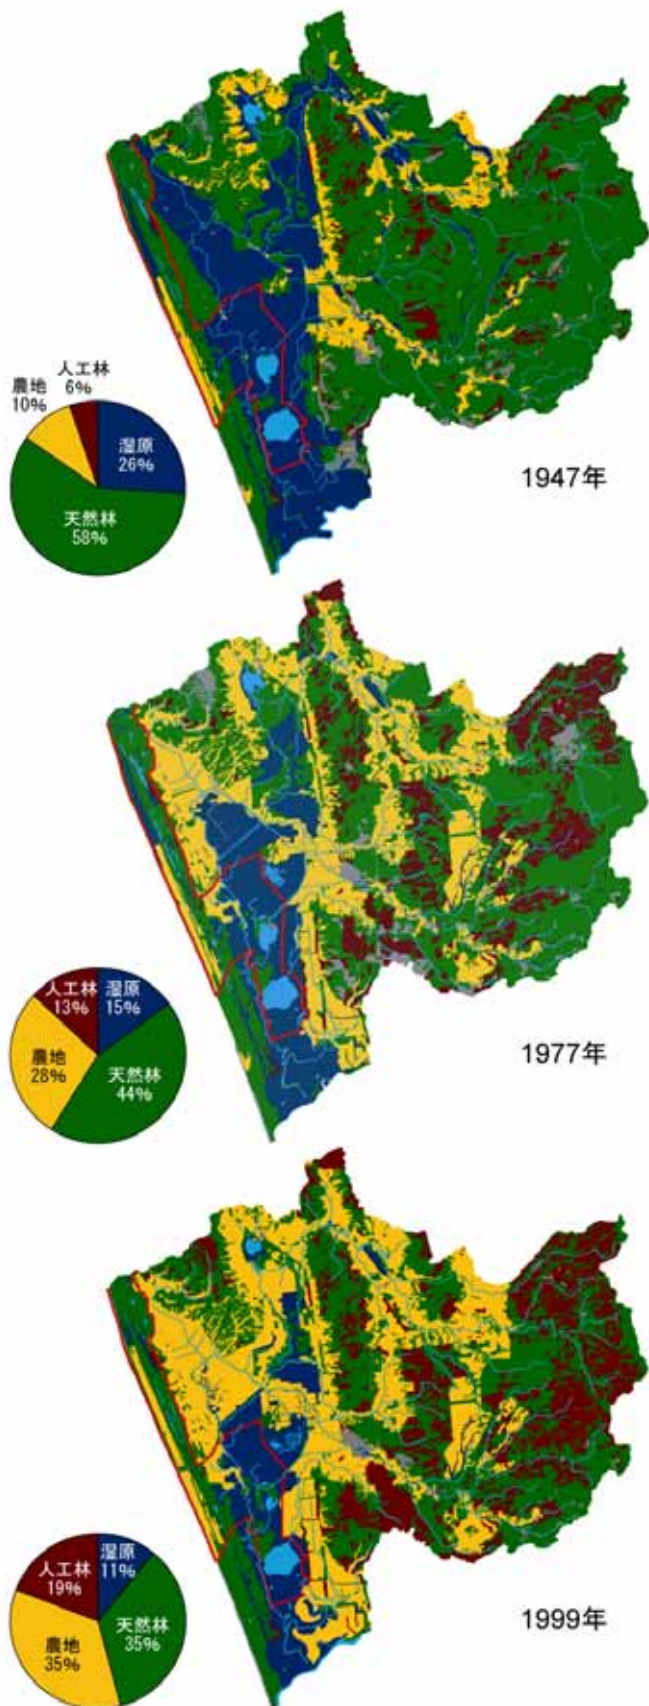 人工林
6%
農地
10%
湿原
26%
天然林
58%
1947年
人工林
13%
湿原
15%
農地
28%
天然林
44%
1977年
湿原
11%
人工林
19%
天然林
35%
農地
35%
1999年